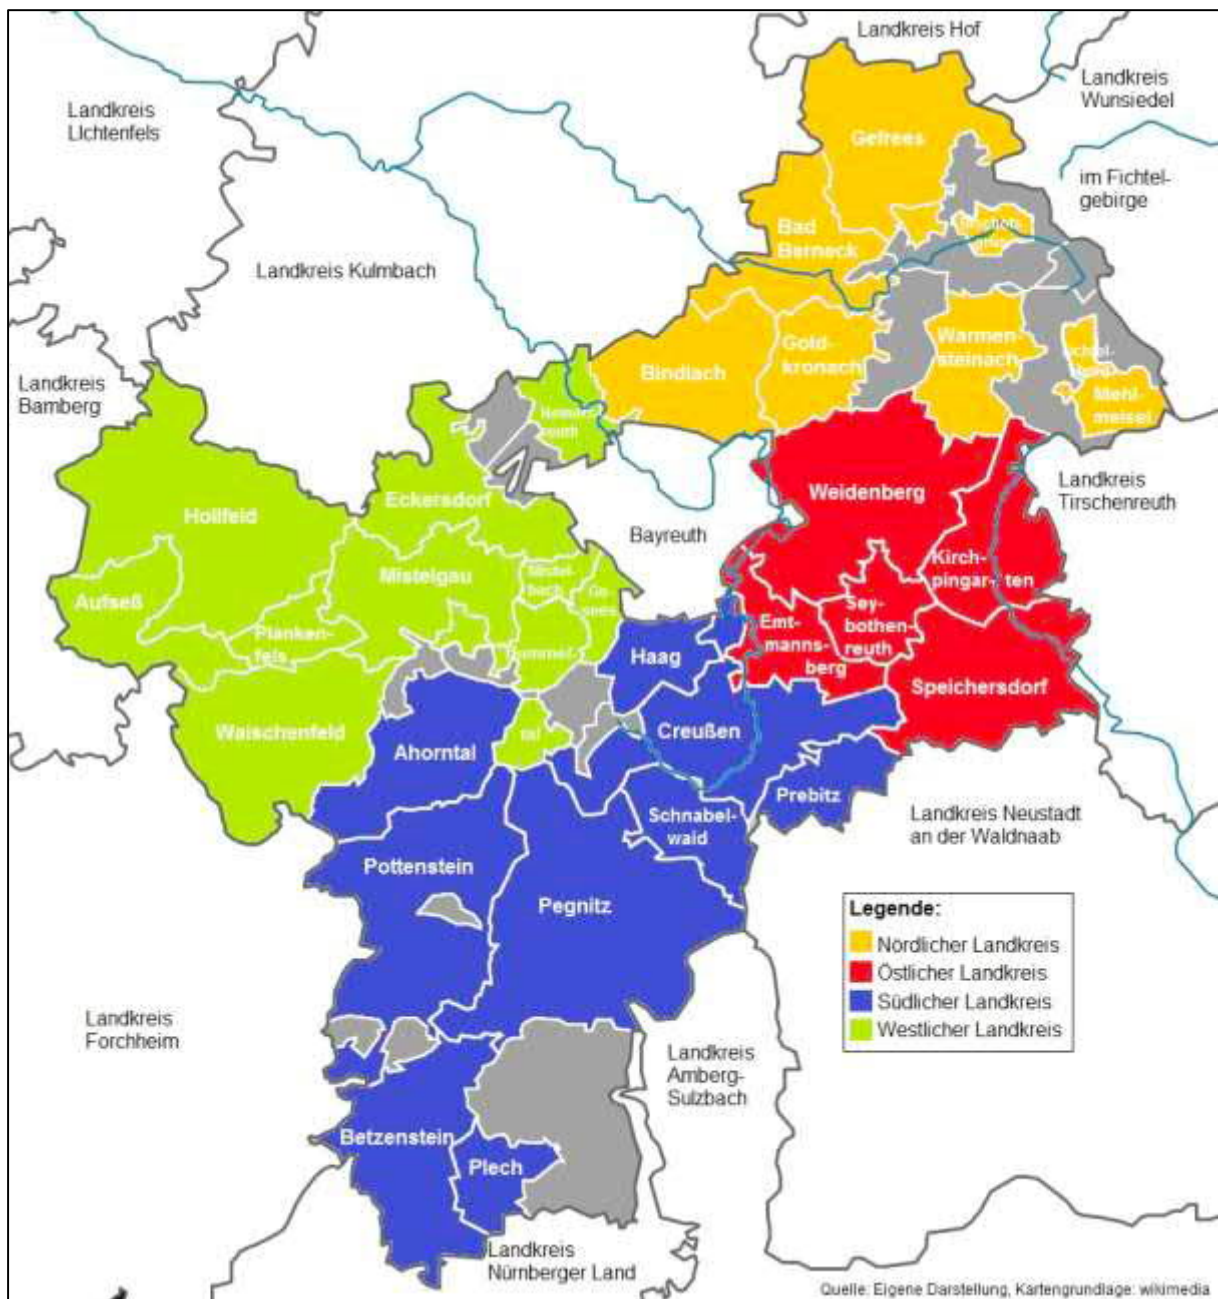 Landkreis Hof
Landkreis
Wunsiedel
im Fichtel-
gebirge
Landkreis
LIchtenfels
Landkreis Kulmbach
Landkreis
Bamberg
Gefrees
Bad
Berneck
Bindlach
Gold-
kronach
Warmen-
steinach
Mehl-
meisel
Landkreis
Tirschenreuth
Weidenberg
Kirch-
pingar-ten
Bayreuth
Hollfeld
Eckersdorf
Mistelgau
Aufseß
Planken-
fels
Waischenfeld
Haag
Emt-
manns-
berg
Sey-
bothen-
reuth
Speichersdorf
Ahorntal
tal
Creußen
Prebitz
Schnabel-
waid
Pottenstein
Pegnitz
Landkreis Neustadt
an der Waldnaab
Legende:
Nördlicher Landkreis
Östlicher Landkreis
Südlicher Landkreis
Westlicher Landkreis
Landkreis
Forchheim
Landkreis
Amberg-
Sulzbach
Betzenstein
Plech
Landkreis
Nürnberger Land
Quelle: Eigene Darstellung, Kartengrundlage: wikimedia